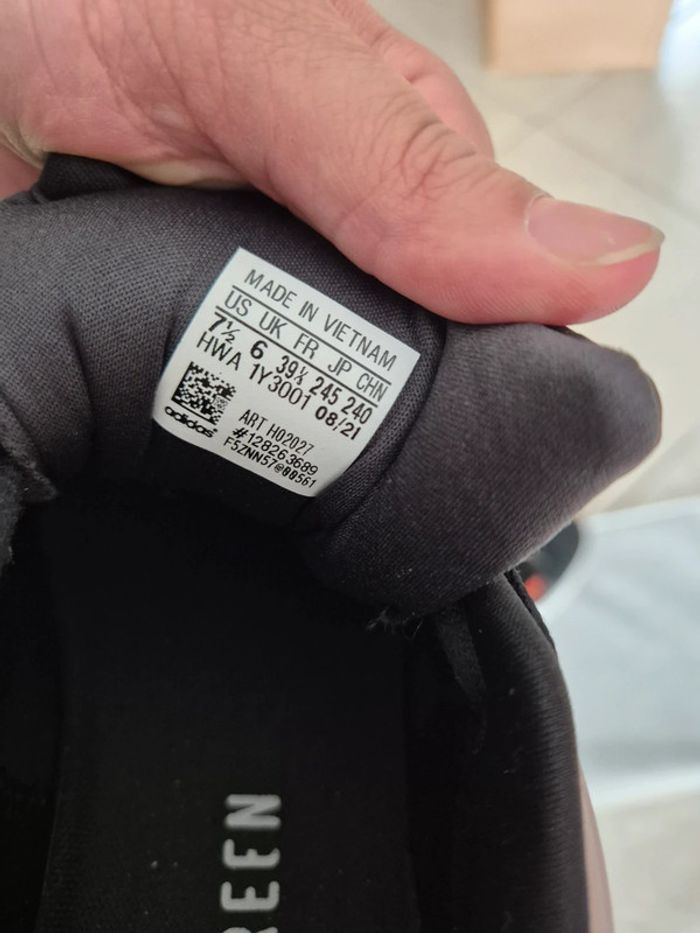 MADE IN VIETNAM
US UK FR JP CHN
7½ 6 39⅓ 245 240
HWA 1Y3001 08/21
adidas
ART H02027
#128263689
F5ZNN57@00561
REEN